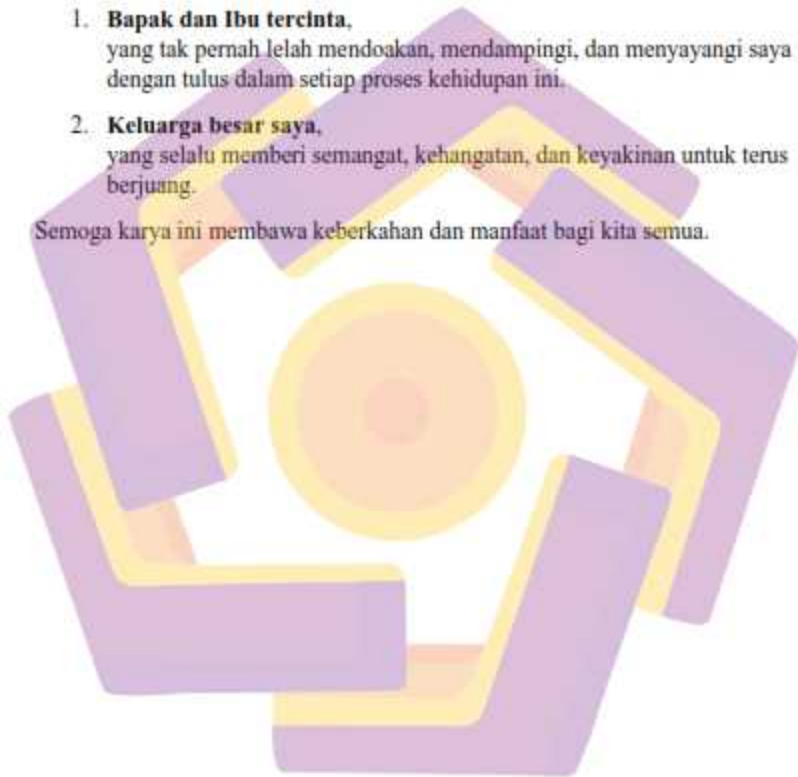 1. Bapak dan Ibu tercinta,
yang tak pernah lelah mendoakan, mendampingi, dan menyayangi saya
dengan tulus dalam setiap proses kehidupan ini.
2. Keluarga besar saya,
yang selalu memberi semangat, kehangatan, dan keyakinan untuk terus
berjuang.
Semoga karya ini membawa keberkahan dan manfaat bagi kita semua.